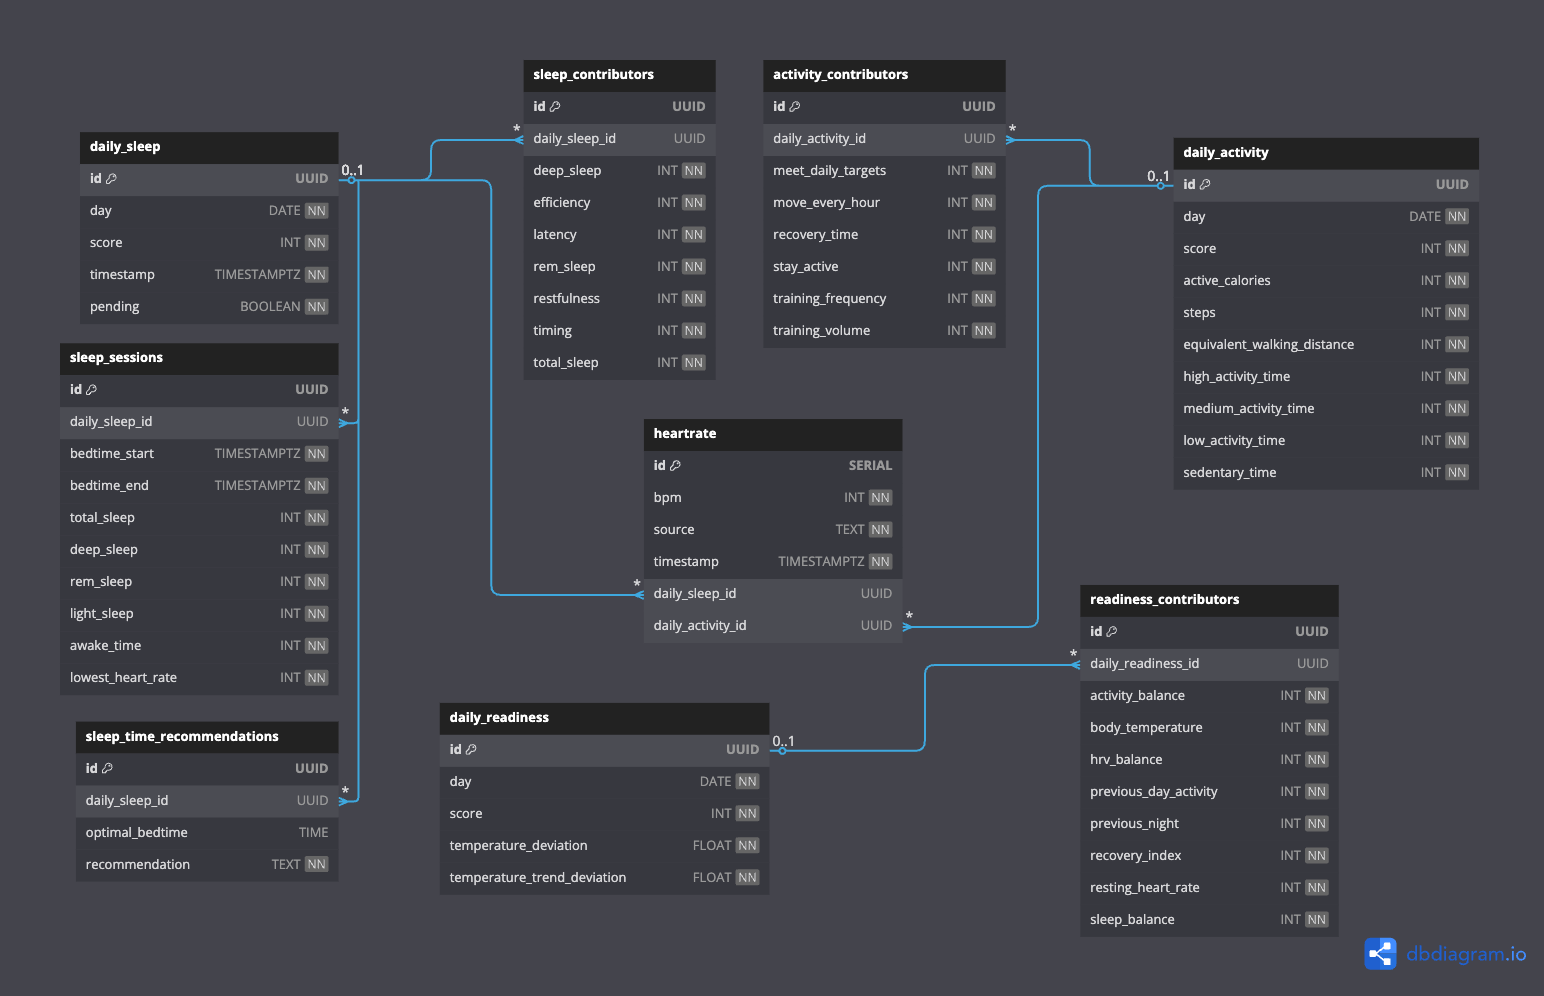 daily_sleep
id UUID
day DATE NN
score INT NN
timestamp TIMESTAMPTZ NN
pending BOOLEAN NN
0..1
sleep_sessions
id UUID
daily_sleep_id UUID
*
bedtime_start TIMESTAMPTZ NN
bedtime_end TIMESTAMPTZ NN
total_sleep INT NN
deep_sleep INT NN
rem_sleep INT NN
light_sleep INT NN
awake_time INT NN
lowest_heart_rate INT NN
sleep_time_recommendations
id UUID
daily_sleep_id UUID
*
optimal_bedtime TIME
recommendation TEXT NN
sleep_contributors
id UUID
*
daily_sleep_id UUID
deep_sleep INT NN
efficiency INT NN
latency INT NN
rem_sleep INT NN
restfulness INT NN
timing INT NN
total_sleep INT NN
activity_contributors
id UUID
daily_activity_id UUID
*
meet_daily_targets INT NN
move_every_hour INT NN
recovery_time INT NN
stay_active INT NN
training_frequency INT NN
training_volume INT NN
daily_activity
0..1
id UUID
day DATE NN
score INT NN
active_calories INT NN
steps INT NN
equivalent_walking_distance INT NN
high_activity_time INT NN
medium_activity_time INT NN
low_activity_time INT NN
sedentary_time INT NN
heartrate
id SERIAL
bpm INT NN
source TEXT NN
timestamp TIMESTAMPTZ NN
*
daily_sleep_id UUID
daily_activity_id UUID
*
daily_readiness
id UUID
0..1
day DATE NN
score INT NN
temperature_deviation FLOAT NN
temperature_trend_deviation FLOAT NN
readiness_contributors
id UUID
*
daily_readiness_id UUID
activity_balance INT NN
body_temperature INT NN
hrv_balance INT NN
previous_day_activity INT NN
previous_night INT NN
recovery_index INT NN
resting_heart_rate INT NN
sleep_balance INT NN
dbdiagram.io